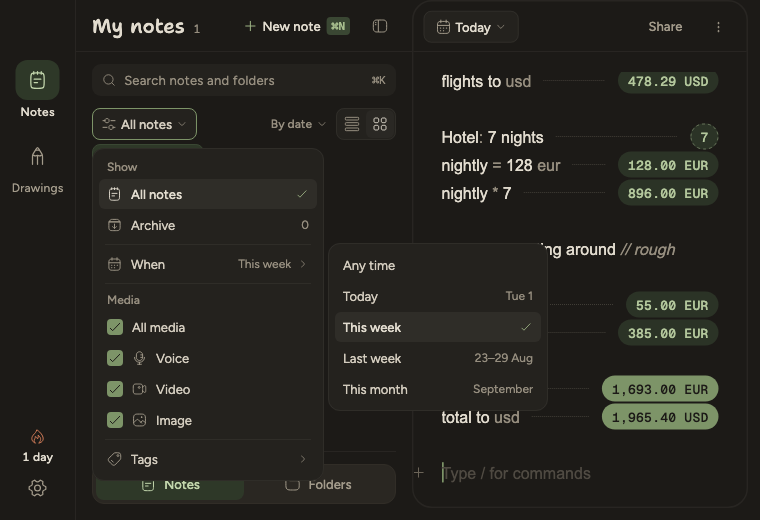 My notes 1
New note ⌘N
Search notes and folders ⌘K
Notes
Drawings
1 day
All notes
By date
Show
All notes
Archive 0
When This week
Media
All media
Voice
Video
Image
Tags
Notes
Folders
Any time
Today Tue 1
This week
Last week 23–29 Aug
This month September
Today
Share
flights to usd 478.29 USD
Hotel: 7 nights 7
nightly = 128 eur 128.00 EUR
nightly * 7 896.00 EUR
around // rough
55.00 EUR
385.00 EUR
1,693.00 EUR
total to usd 1,965.40 USD
Type / for commands